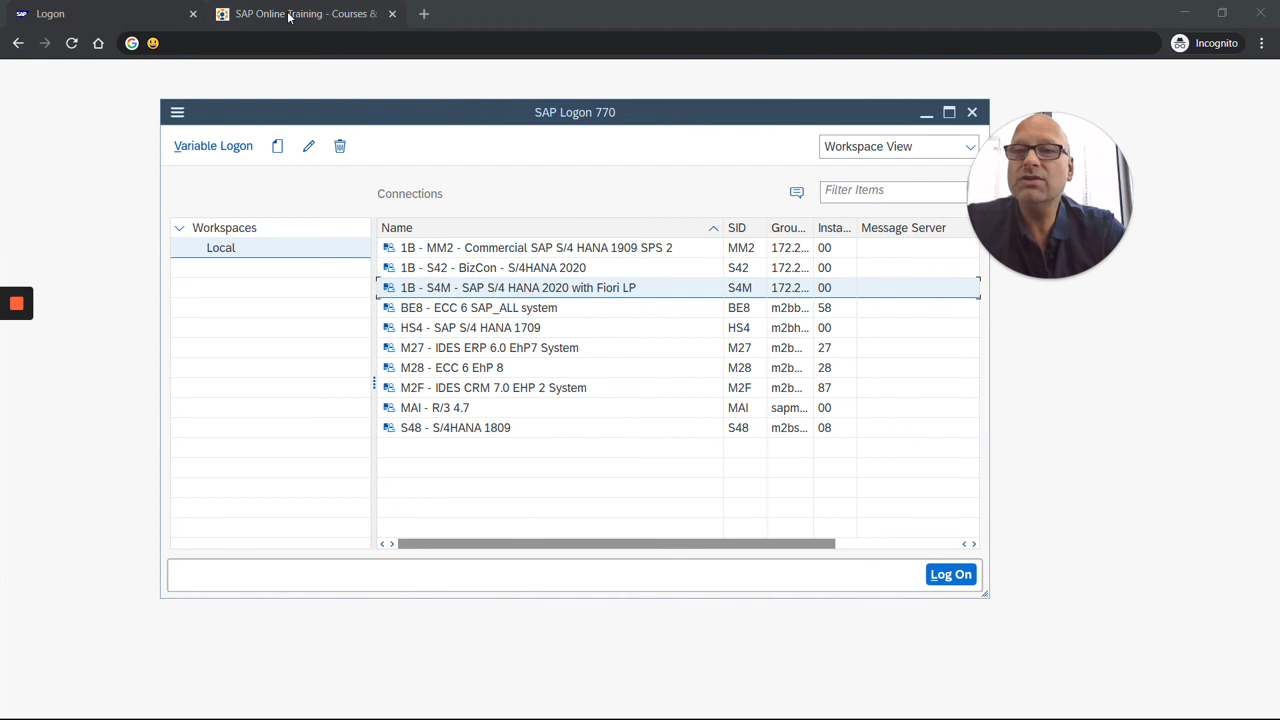 Logon
SAP Online Training - Courses &
Incognito
SAP Logon 770
Variable Logon
Workspace View
Connections
Filter Items
Workspaces
Local
Name SID Grou... Insta... Message Server
1B - MM2 - Commercial SAP S/4 HANA 1909 SPS 2 MM2 172.2... 00
1B - S42 - BizCon - S/4HANA 2020 S42 172.2... 00
1B - S4M - SAP S/4 HANA 2020 with Fiori LP S4M 172.2... 00
BE8 - ECC 6 SAP_ALL system BE8 m2bb... 58
HS4 - SAP S/4 HANA 1709 HS4 m2bh... 00
M27 - IDES ERP 6.0 EhP7 System M27 m2b... 27
M28 - ECC 6 EhP 8 M28 m2b... 28
M2F - IDES CRM 7.0 EHP 2 System M2F m2b... 87
MAI - R/3 4.7 MAI sapm... 00
S48 - S/4HANA 1809 S48 m2bs... 08
Log On